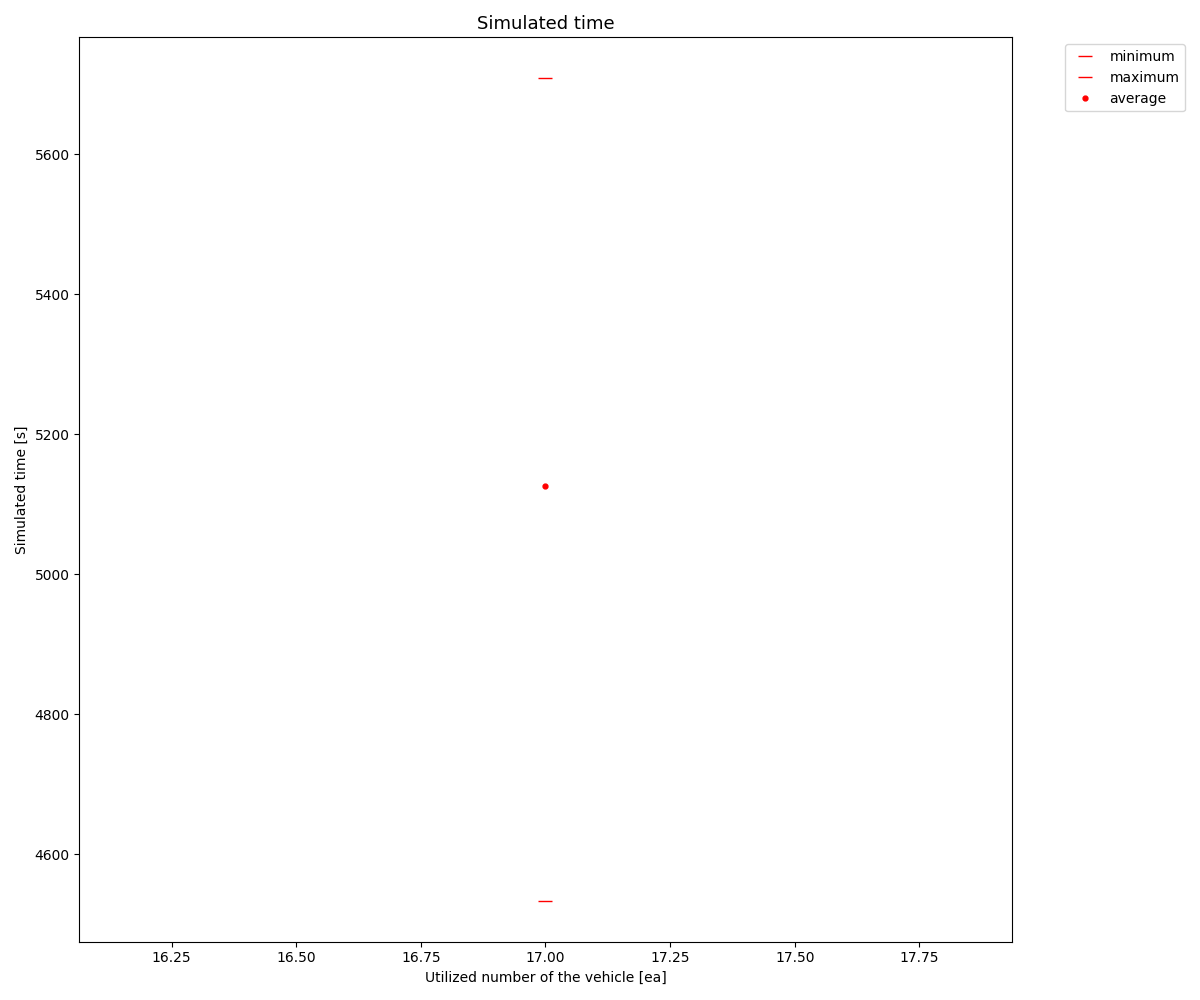 Simulated time
minimum
maximum
average
5600
5400
5200
5000
4800
4600
Simulated time [s]
16.25 16.50 16.75 17.00 17.25 17.50 17.75
Utilized number of the vehicle [ea]